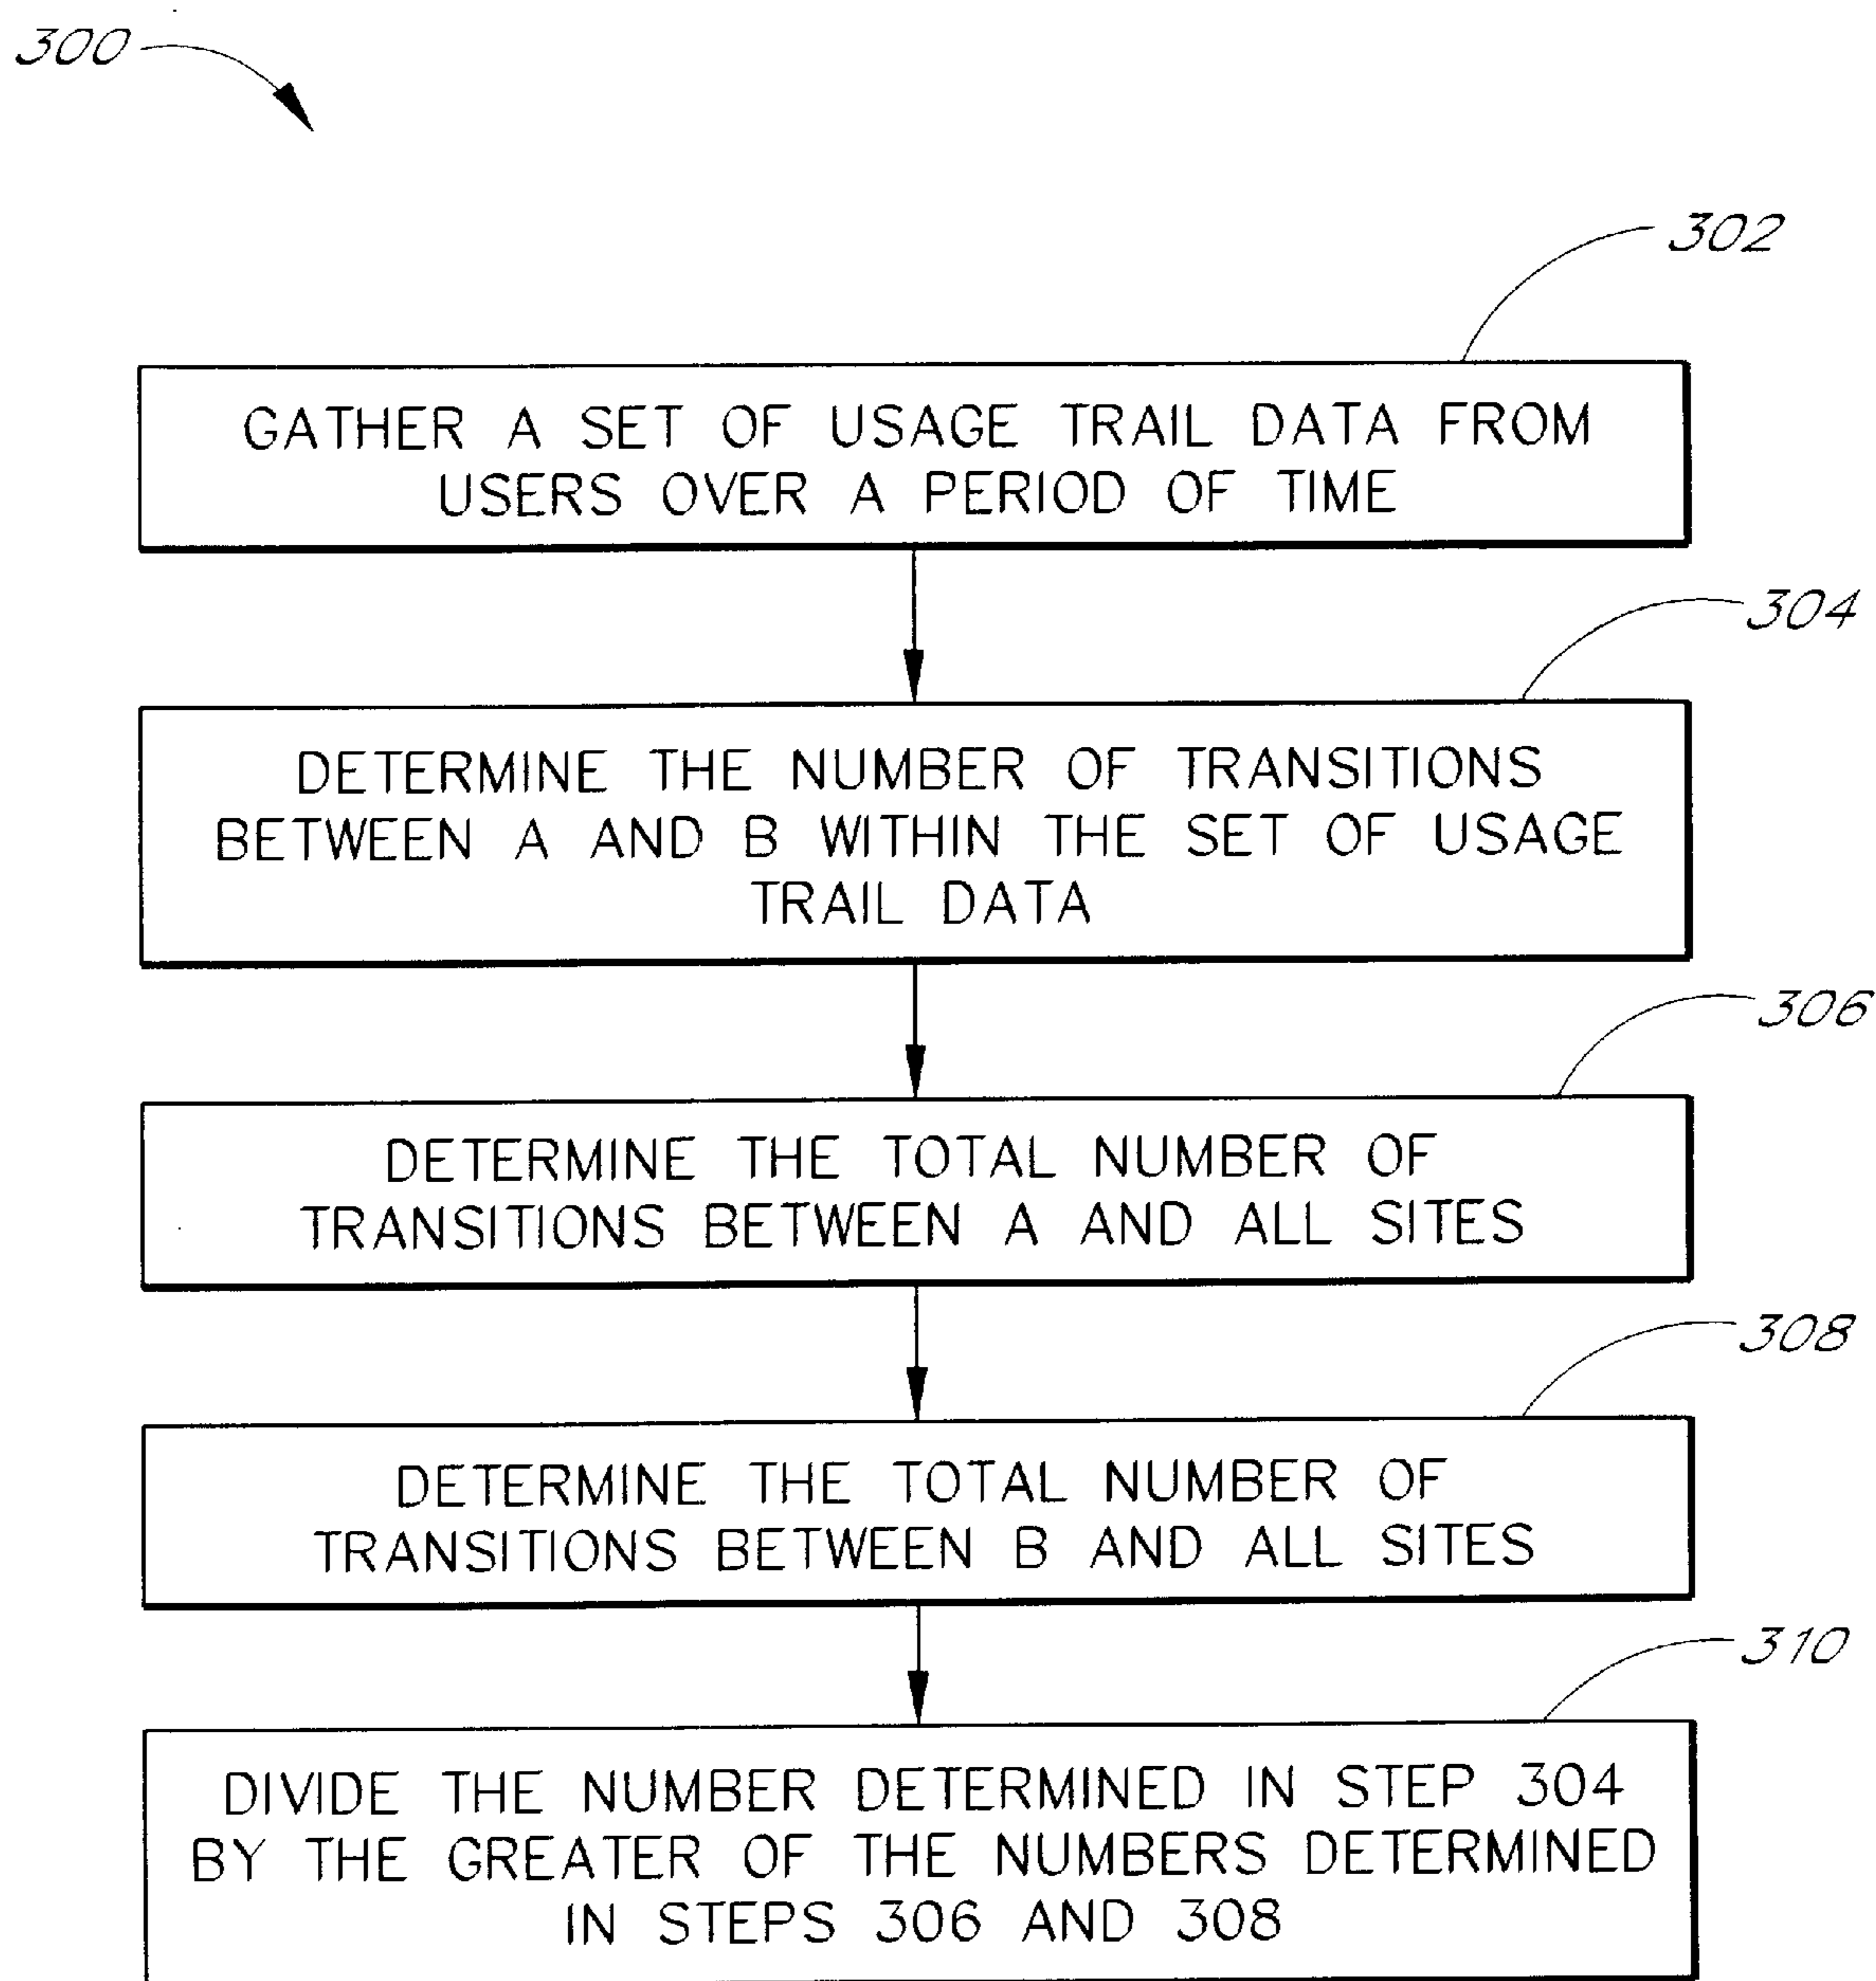 300
302
GATHER A SET OF USAGE TRAIL DATA FROM
USERS OVER A PERIOD OF TIME
304
DETERMINE THE NUMBER OF TRANSITIONS
BETWEEN A AND B WITHIN THE SET OF USAGE
TRAIL DATA
306
DETERMINE THE TOTAL NUMBER OF
TRANSITIONS BETWEEN A AND ALL SITES
308
DETERMINE THE TOTAL NUMBER OF
TRANSITIONS BETWEEN B AND ALL SITES
310
DIVIDE THE NUMBER DETERMINED IN STEP 304
BY THE GREATER OF THE NUMBERS DETERMINED
IN STEPS 306 AND 308